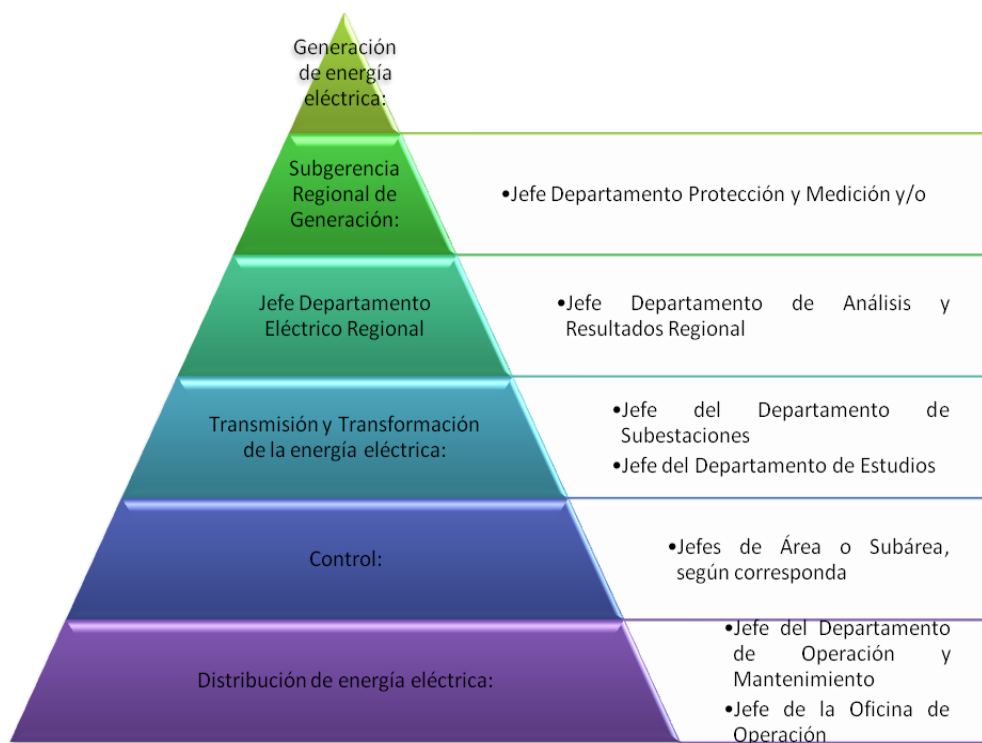 Generación
de energía
eléctrica:
Subgerencia
Regional de
Generación:
•Jefe Departamento Protección y Medición y/o
Jefe Departamento
Eléctrico Regional
•Jefe Departamento de Análisis y
Resultados Regional
Transmisión y Transformación
de la energía eléctrica:
•Jefe del Departamento de
Subestaciones
•Jefe del Departamento de Estudios
Control:
•Jefes de Área o Subárea,
según corresponda
Distribución de energía eléctrica:
•Jefe del Departamento
de Operación y
Mantenimiento
•Jefe de la Oficina de
Operación